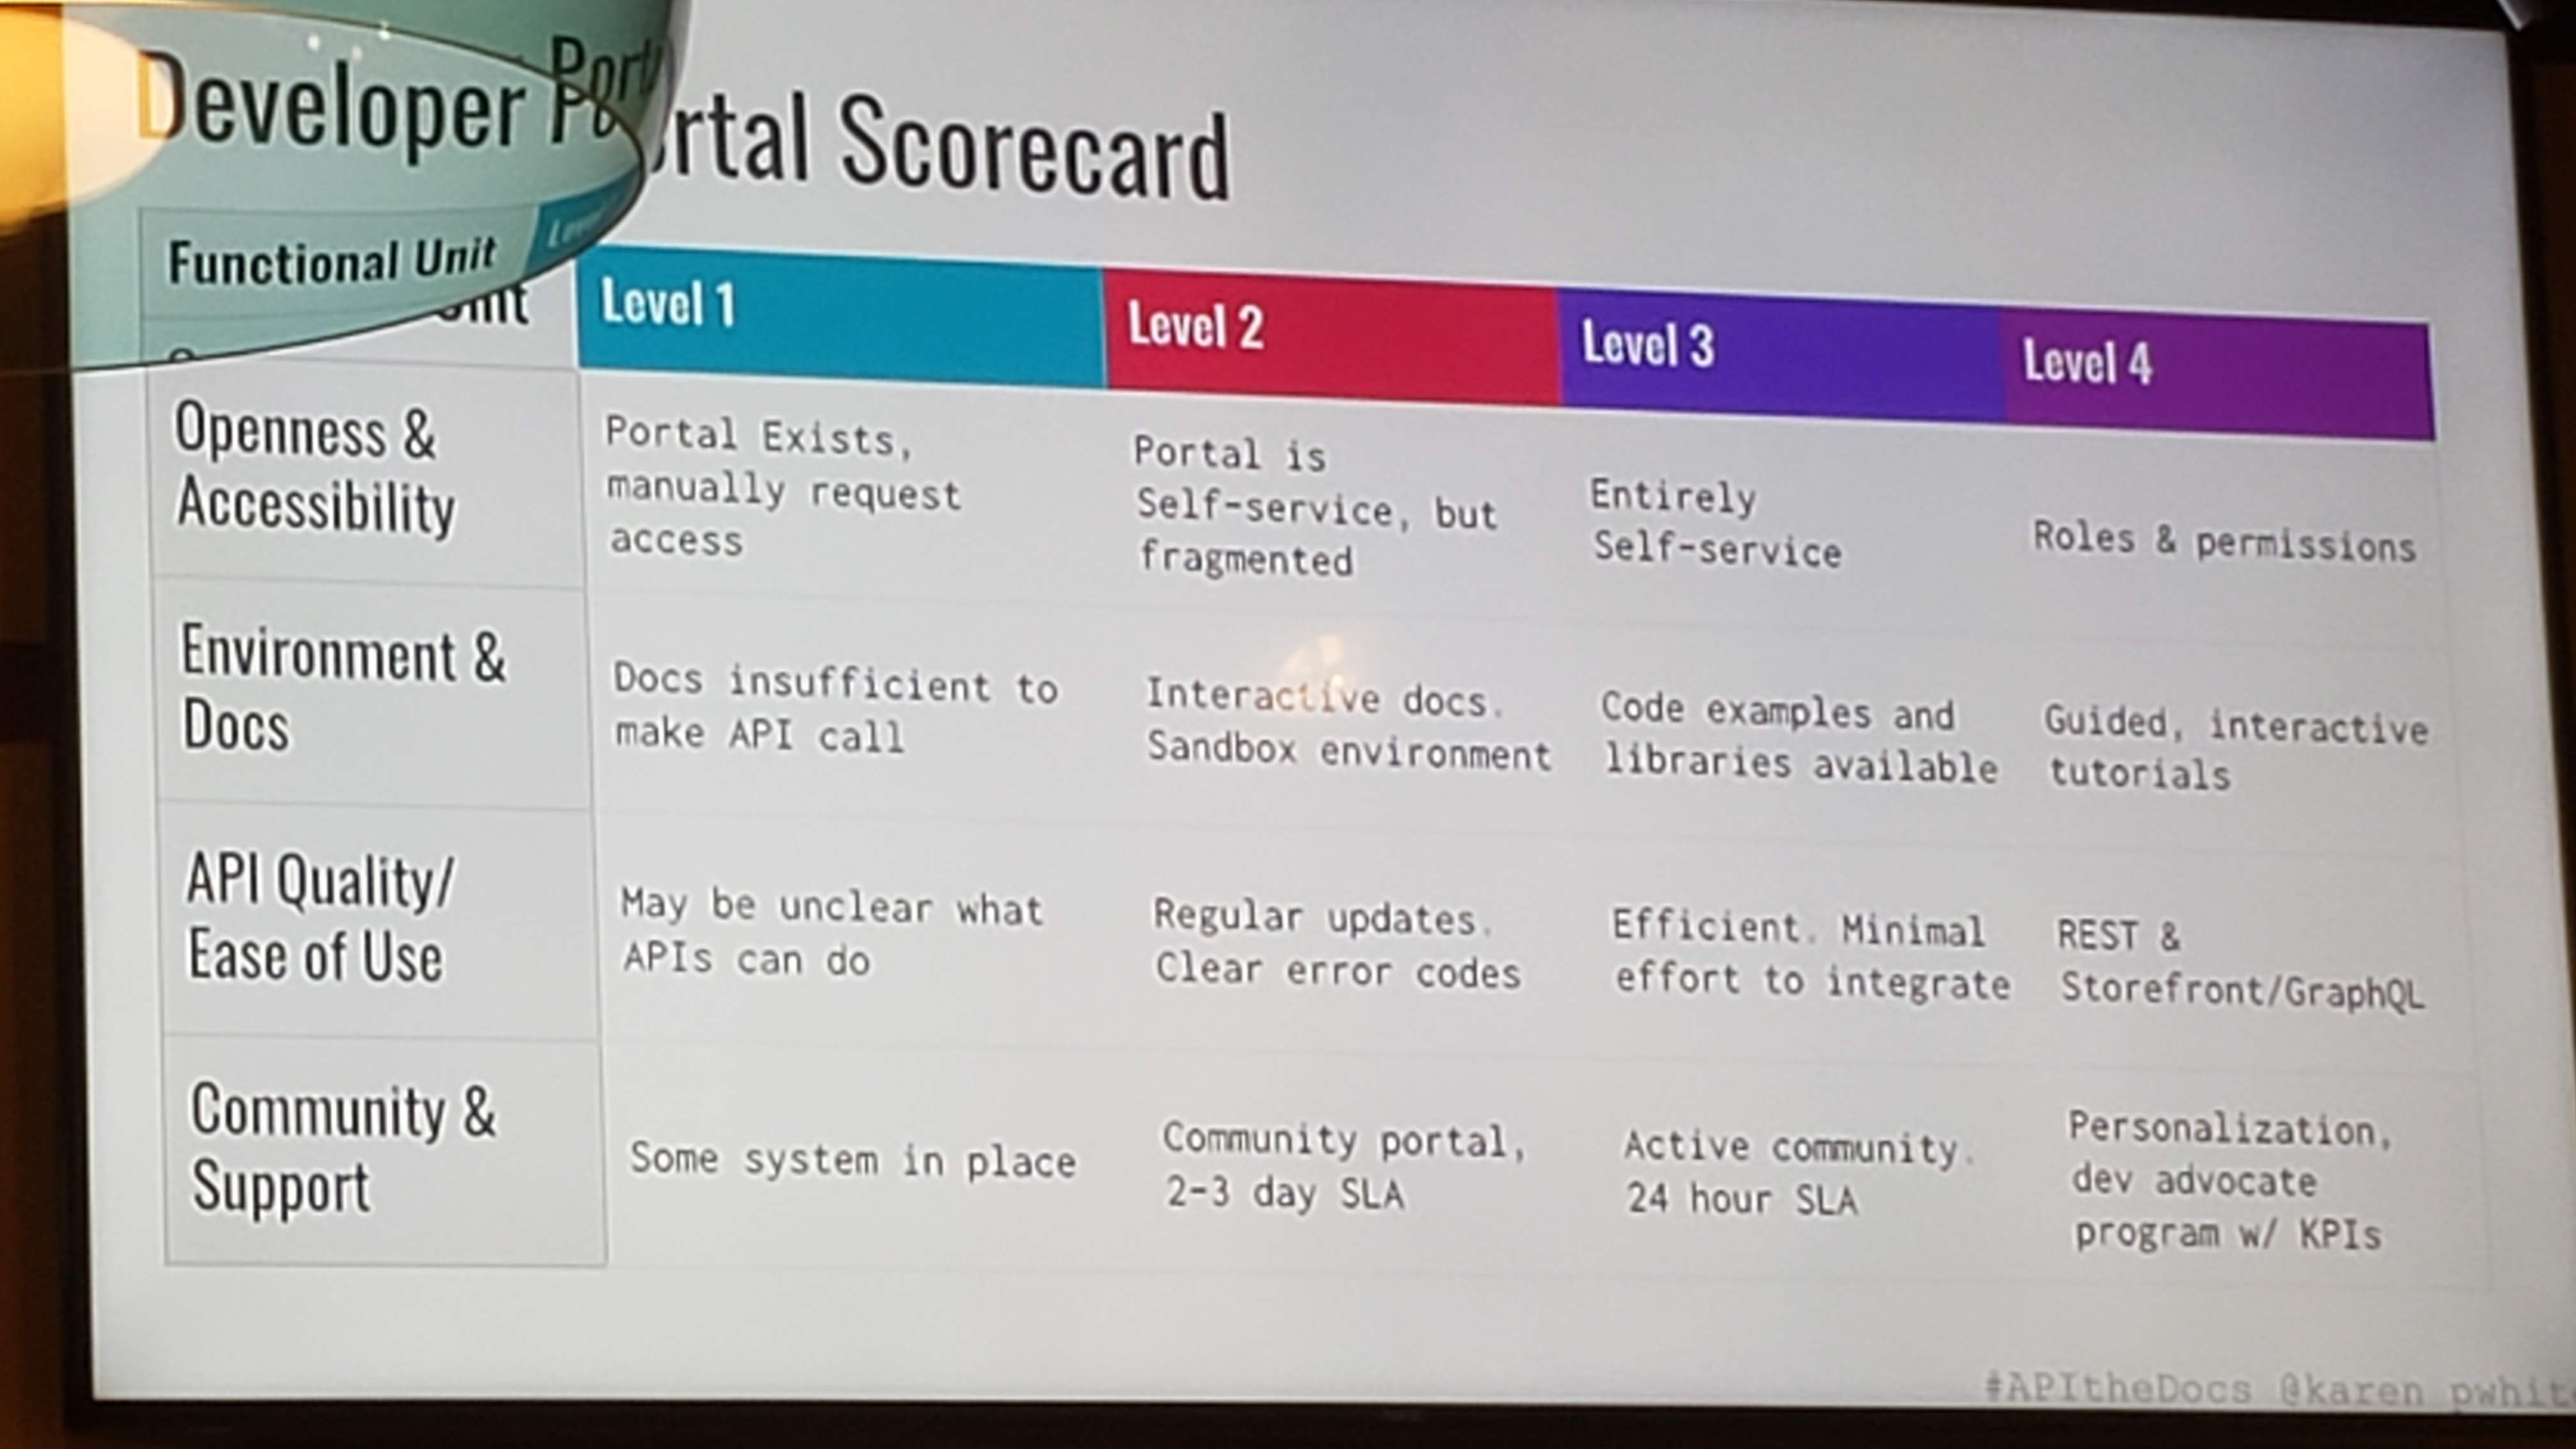 Developer Portal Scorecard
Functional Unit
Level 1
Level 2
Level 3
Level 4
Openness &
Accessibility
Portal Exists,
manually request
access
Portal is
Self-service, but
fragmented
Entirely
Self-service
Roles & permissions
Environment &
Docs
Docs insufficient to
make API call
Interactive docs.
Sandbox environment
Code examples and
libraries available
Guided, interactive
tutorials
API Quality/
Ease of Use
May be unclear what
APIs can do
Regular updates.
Clear error codes
Efficient. Minimal
effort to integrate
REST &
Storefront/GraphQL
Community &
Support
Some system in place
Community portal,
2-3 day SLA
Active community.
24 hour SLA
Personalization,
dev advocate
program w/ KPIs
#APItheDocs @karen pwhit